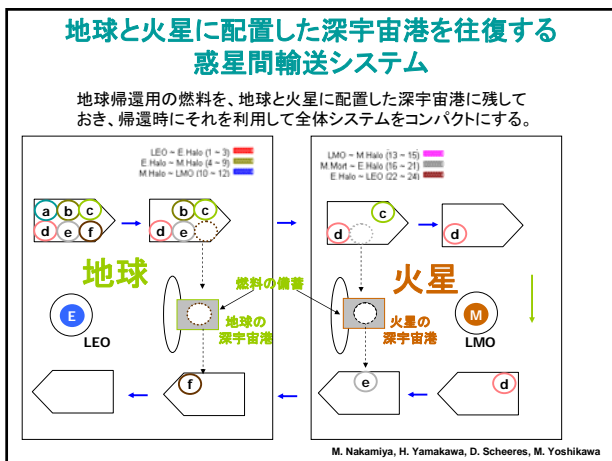 地球と火星に配置した深宇宙港を往復する
惑星間輸送システム
地球帰還用の燃料を、地球と火星に配置した深宇宙港に残して
おき、帰還時にそれを利用して全体システムをコンパクトにする。
LEO ~ E.Halo (1 ~ 3)
E.Halo ~ M.Halo (4 ~ 9)
M.Halo ~ LMO (10 ~ 12)
LMO ~ M.Halo (13 ~ 15)
M.Mort ~ E.Halo (16 ~ 21)
E.Halo ~ LEO (22 ~ 24)
a b c
d e f
b c
d e
c
d
d
地球
燃料の備蓄
火星
E
LEO
地球の
深宇宙港
火星の
深宇宙港
M
LMO
f
e
d
M. Nakamiya, H. Yamakawa, D. Scheeres, M. Yoshikawa